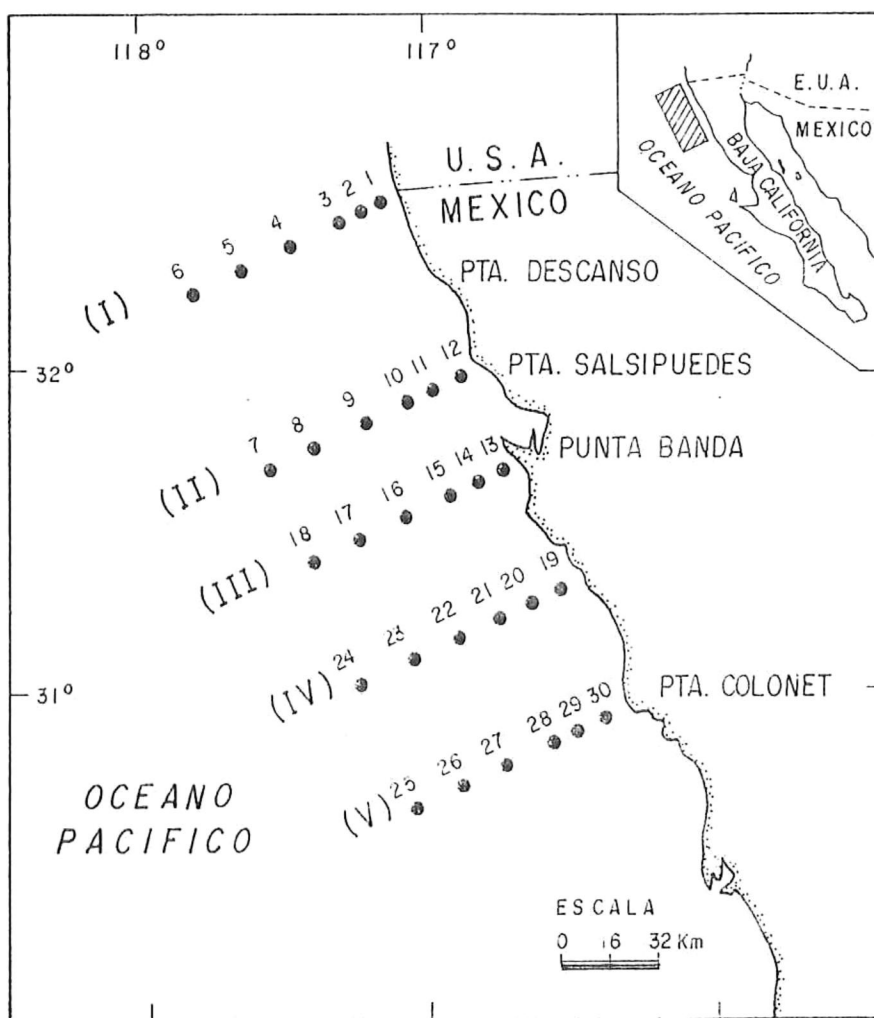 118°
117°
E.U.A.
MEXICO
BAJA CALIFORNIA
OCEANO PACIFICO
U.S.A.
MEXICO
1
2
3
4
5
6
(I)
PTA. DESCANSO
32°
PTA. SALSIPUEDES
12
11
10
9
8
7
(II)
PUNTA BANDA
13
14
15
16
17
18
(III)
19
20
21
22
23
24
(IV)
31°
PTA. COLONET
30
29
28
27
26
25
(V)
OCEANO
PACIFICO
ESCALA
0 16 32 Km